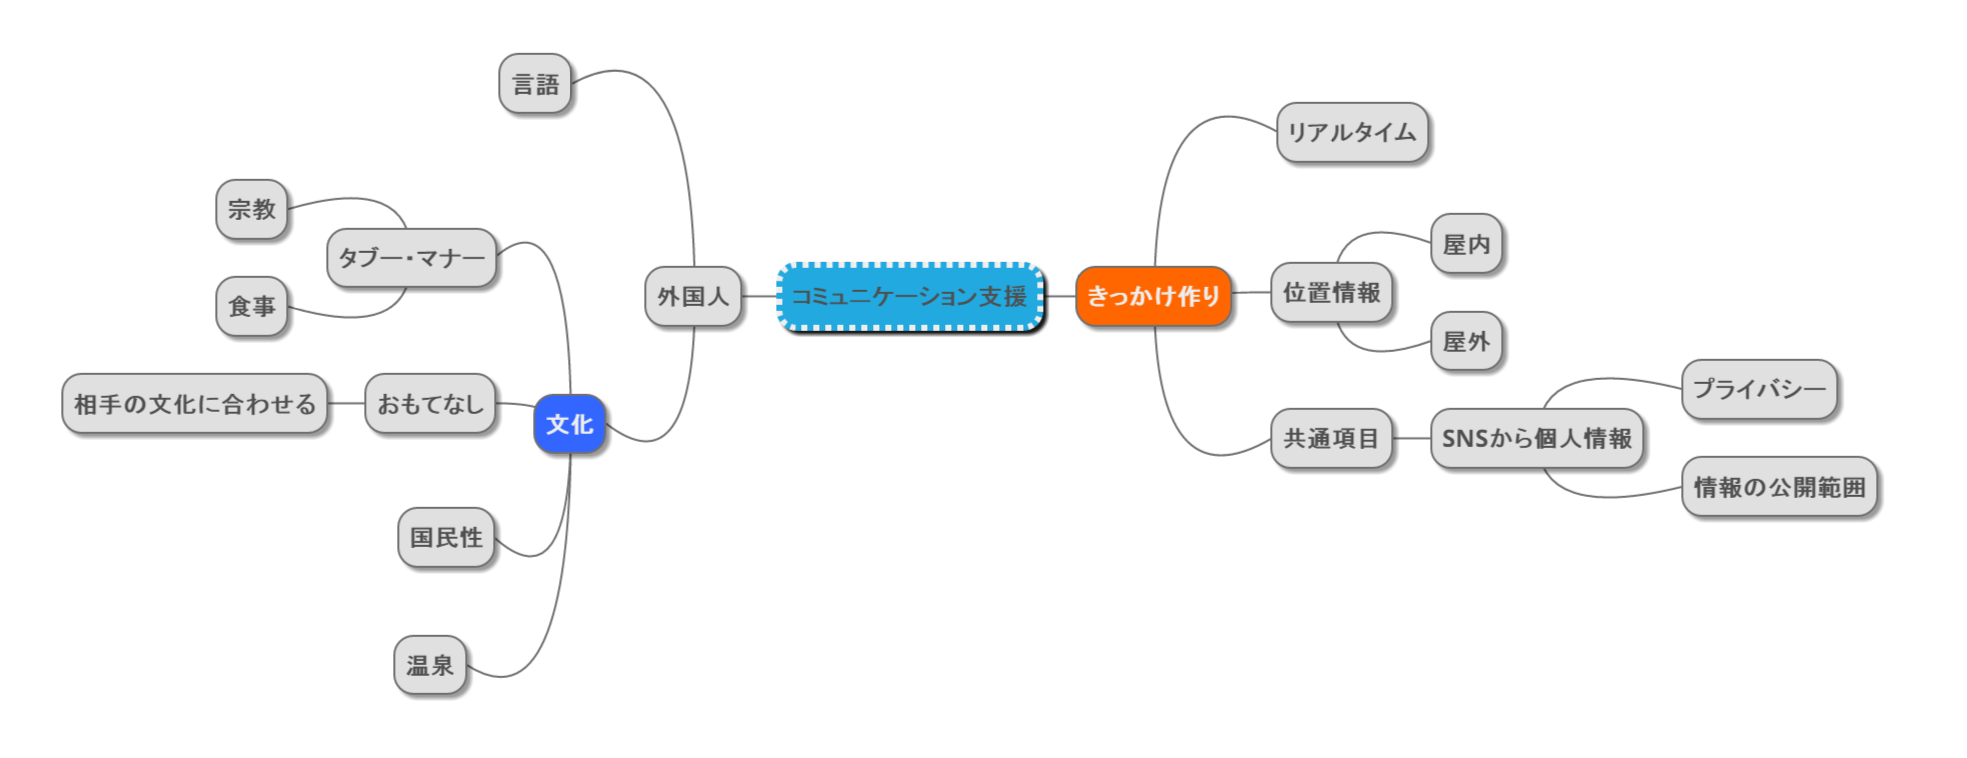 言語
リアルタイム
宗教
タブー・マナー
食事
外国人
コミュニケーション支援
きっかけ作り
位置情報
屋内
屋外
相手の文化に合わせる
おもてなし
文化
共通項目
SNSから個人情報
プライバシー
情報の公開範囲
国民性
温泉